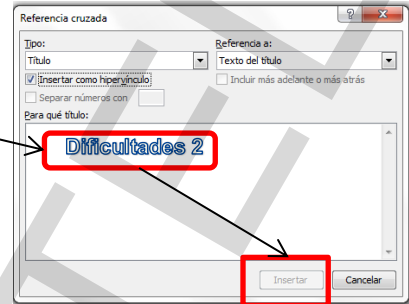 Referencia cruzada
Tipo:
Referencia a:
Título
Texto del título
Insertar como hipervínculo
Incluir más adelante o más atrás
Separar números con
Para qué título:
Dificultades 2
Insertar
Cancelar